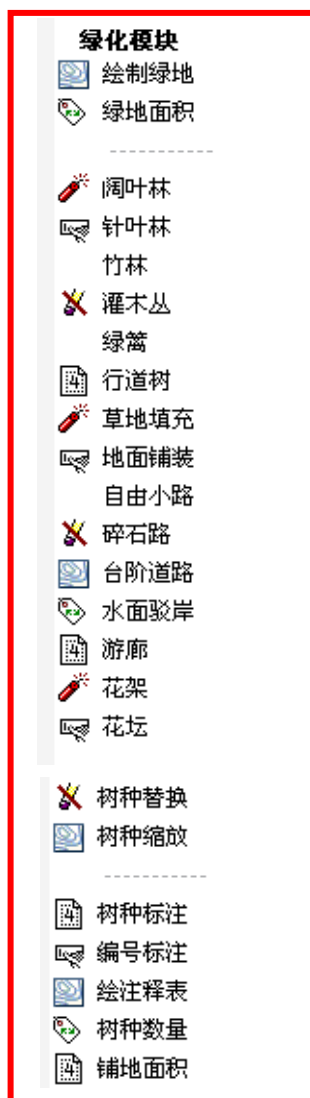 绿化模块
绘制绿地
绿地面积
阔叶林
针叶林
竹林
灌木丛
绿篱
行道树
草地填充
地面铺装
自由小路
碎石路
台阶道路
水面驳岸
游廊
花架
花坛
树种替换
树种缩放
树种标注
编号标注
绘注释表
树种数量
铺地面积